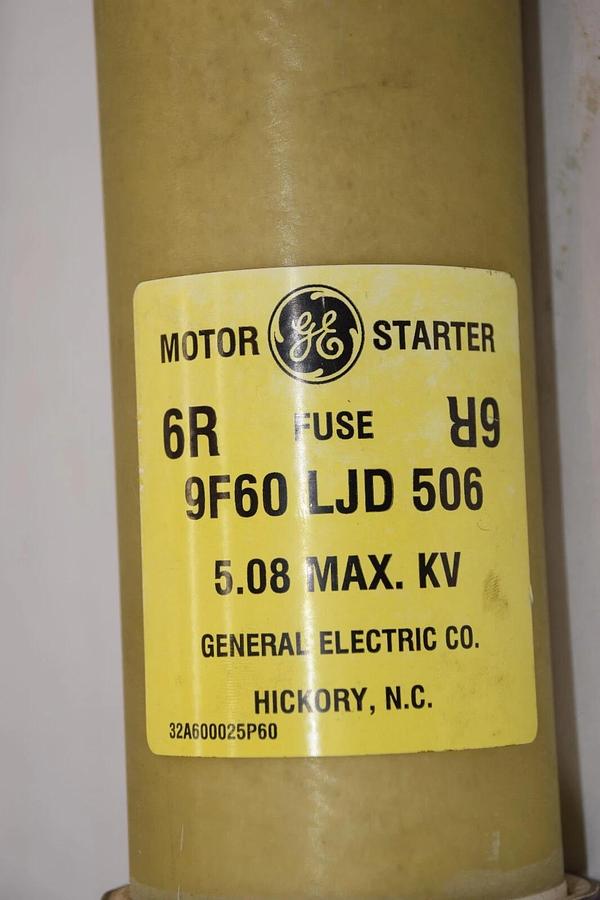 MOTOR GE STARTER
6R FUSE 6R
9F60 LJD 506
5.08 MAX. KV
GENERAL ELECTRIC CO.
HICKORY, N.C.
32A600025P60